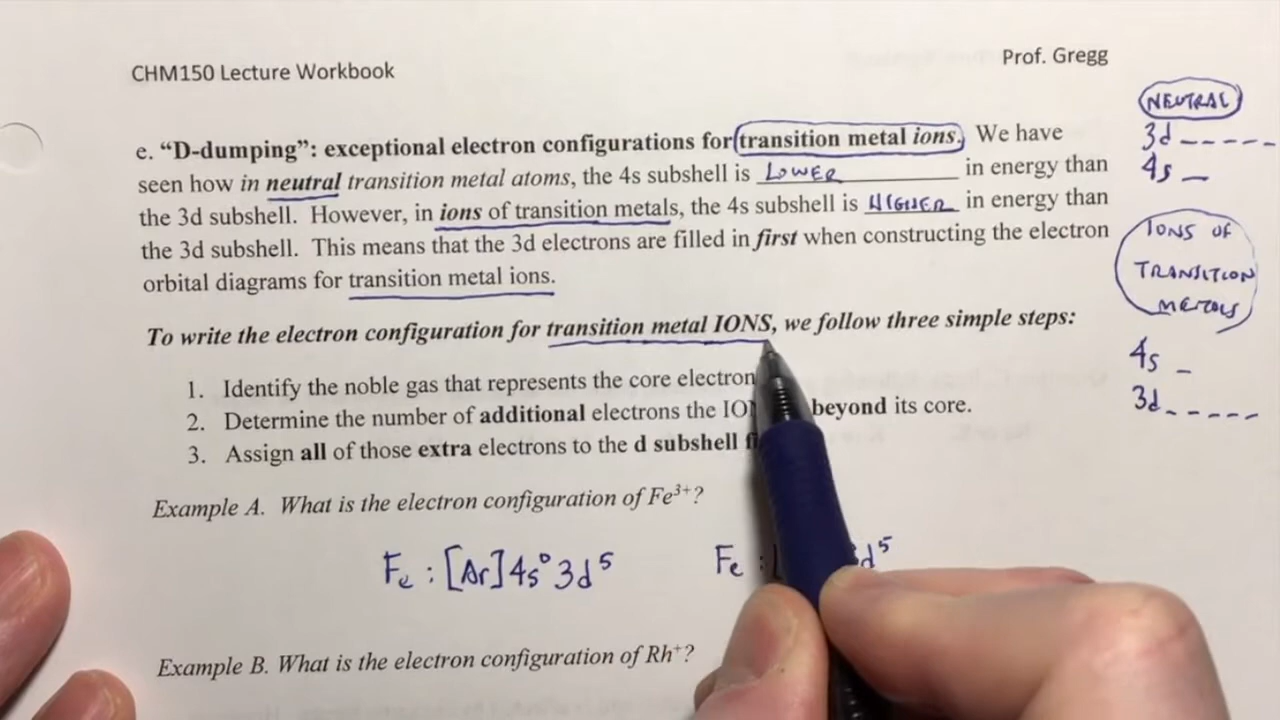 CHM150 Lecture Workbook
Prof. Gregg
e. “D-dumping”: exceptional electron configurations for transition metal ions. We have
seen how in neutral transition metal atoms, the 4s subshell is LOWER in energy than
the 3d subshell. However, in ions of transition metals, the 4s subshell is HIGHER in energy than
the 3d subshell. This means that the 3d electrons are filled in first when constructing the electron
orbital diagrams for transition metal ions.
To write the electron configuration for transition metal IONS, we follow three simple steps:
1. Identify the noble gas that represents the core
2. Determine the number of additional electrons the beyond its core.
3. Assign all of those extra electrons to the d subshell
Example A. What is the electron configuration of Fe³⁺?
Fe : [Ar]4s⁰ 3d⁵
Fe : d⁵
Example B. What is the electron configuration of Rh⁺?
NEUTRAL
3d _ _ _ _ _
4s _
IONS OF
TRANSITION
METALS
4s _
3d _ _ _ _ _